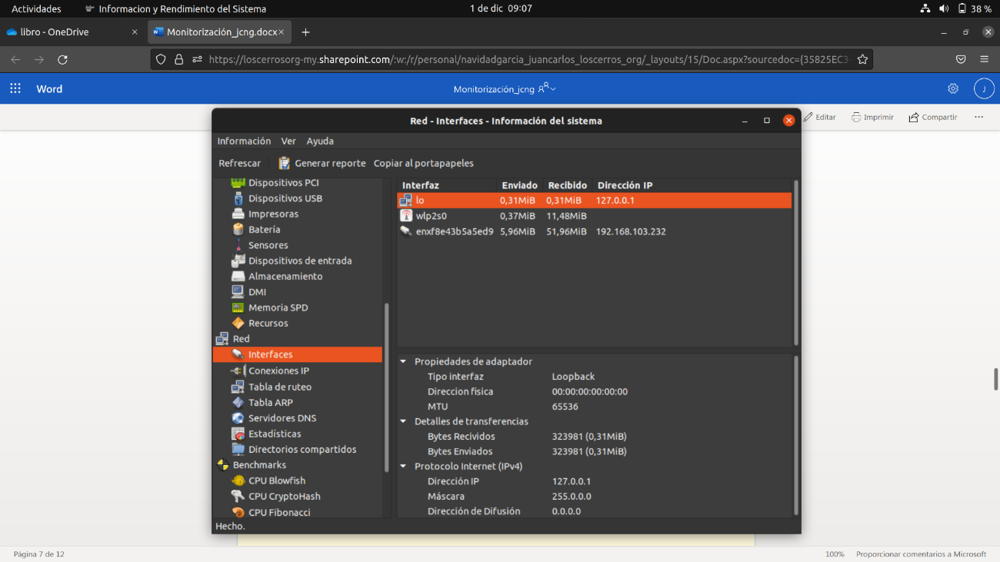 Actividades Informacion y Rendimiento del Sistema 1 de dic 09:07 38 %
libro - OneDrive × Monitorización_jcng.docx × +
https://loscerrosorg-my.sharepoint.com/:w:/r/personal/navidadgarcia_juancarlos_loscerros_org/_layouts/15/Doc.aspx?sourcedoc={35825EC3-
Word Monitorización_jcng J
Editar Imprimir Compartir ...
Red - Interfaces - Información del sistema
Información Ver Ayuda
Refrescar Generar reporte Copiar al portapapeles
Dispositivos PCI
Dispositivos USB
Impresoras
Batería
Sensores
Dispositivos de entrada
Almacenamiento
DMI
Memoria SPD
Recursos
Red
Interfaces
Conexiones IP
Tabla de ruteo
Tabla ARP
Servidores DNS
Estadísticas
Directorios compartidos
Benchmarks
CPU Blowfish
CPU CryptoHash
CPU Fibonacci
Interfaz Enviado Recibido Dirección IP
lo 0,31MiB 0,31MiB 127.0.0.1
wlp2s0 0,37MiB 11,48MiB
enxf8e43b5a5ed9 5,96MiB 51,96MiB 192.168.103.232
Propiedades de adaptador
Tipo interfaz Loopback
Direccion fisica 00:00:00:00:00:00
MTU 65536
Detalles de transferencias
Bytes Recividos 323981 (0,31MiB)
Bytes Enviados 323981 (0,31MiB)
Protocolo Internet (IPv4)
Dirección IP 127.0.0.1
Máscara 255.0.0.0
Dirección de Difusión 0.0.0.0
Hecho.
Página 7 de 12 100% Proporcionar comentarios a Microsoft